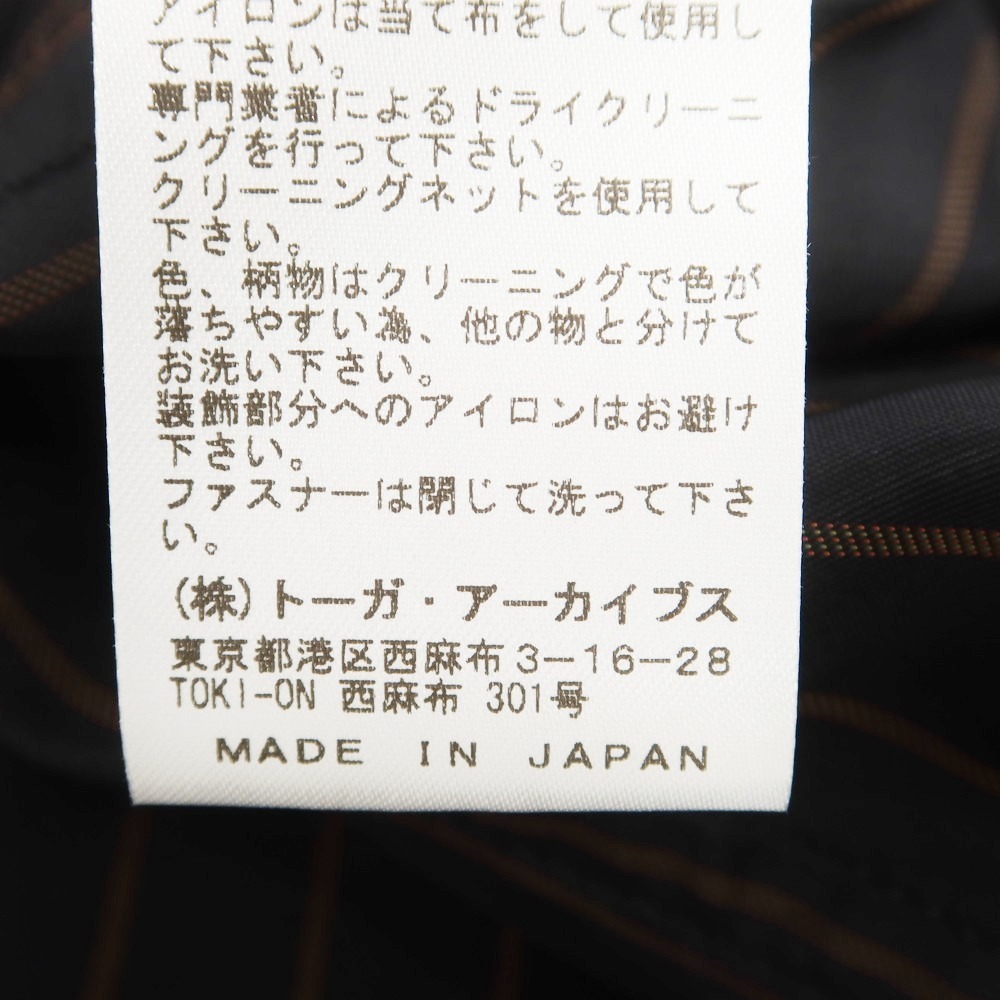 アイロンは当て布をして使用し
て下さい。
専門業者によるドライクリーニ
ングを行って下さい。
クリーニングネットを使用して
下さい。
色、柄物はクリーニングで色が
落ちやすい為、他の物と分けて
お洗い下さい。
装飾部分へのアイロンはお避け
下さい。
ファスナーは閉じて洗って下さ
い。
(株)トーガ・アーカイブス
東京都港区西麻布3―16―28
TOKI-ON 西麻布 301号
MADE IN JAPAN